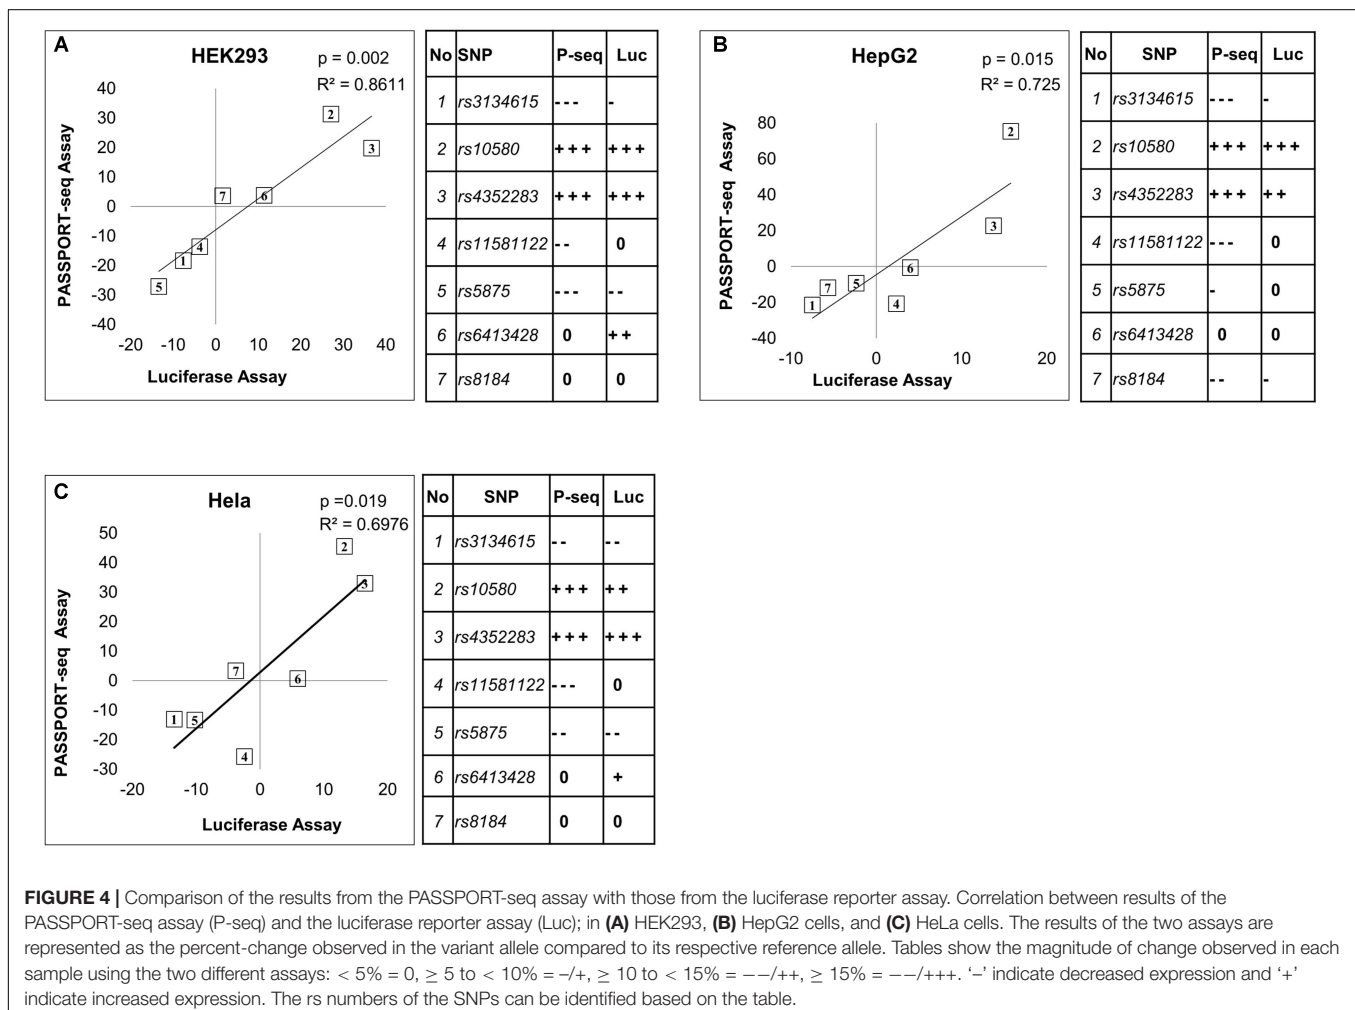 A
HEK293
p = 0.002
R² = 0.8611
PASSPORT-seq Assay
40
30
20
10
0
-10
-20
-30
-40
2
3
7
6
4
1
5
-20 -10 0 10 20 30 40
Luciferase Assay
No SNP P-seq Luc
1 rs3134615 --- -
2 rs10580 +++ +++
3 rs4352283 +++ +++
4 rs11581122 -- 0
5 rs5875 --- --
6 rs6413428 0 ++
7 rs8184 0 0
B
HepG2
p = 0.015
R² = 0.725
PASSPORT-seq Assay
80
60
40
20
0
-20
-40
2
3
6
5
7
1
4
-10 0 10 20
Luciferase Assay
No SNP P-seq Luc
1 rs3134615 --- -
2 rs10580 +++ +++
3 rs4352283 +++ ++
4 rs11581122 --- 0
5 rs5875 - 0
6 rs6413428 0 0
7 rs8184 -- -
C
Hela
p =0.019
R² = 0.6976
PASSPORT-seq Assay
50
40
30
20
10
0
-10
-20
-30
2
3
7
6
1
5
4
-20 -10 0 10 20
Luciferase Assay
No SNP P-seq Luc
1 rs3134615 -- --
2 rs10580 +++ ++
3 rs4352283 +++ +++
4 rs11581122 --- 0
5 rs5875 -- --
6 rs6413428 0 +
7 rs8184 0 0
FIGURE 4 | Comparison of the results from the PASSPORT-seq assay with those from the luciferase reporter assay. Correlation between results of the
PASSPORT-seq assay (P-seq) and the luciferase reporter assay (Luc); in (A) HEK293, (B) HepG2 cells, and (C) HeLa cells. The results of the two assays are
represented as the percent-change observed in the variant allele compared to its respective reference allele. Tables show the magnitude of change observed in each
sample using the two different assays: < 5% = 0, ≥ 5 to < 10% = –/+, ≥ 10 to < 15% = −−/++, ≥ 15% = −−/+++. ‘–’ indicate decreased expression and ‘+’
indicate increased expression. The rs numbers of the SNPs can be identified based on the table.